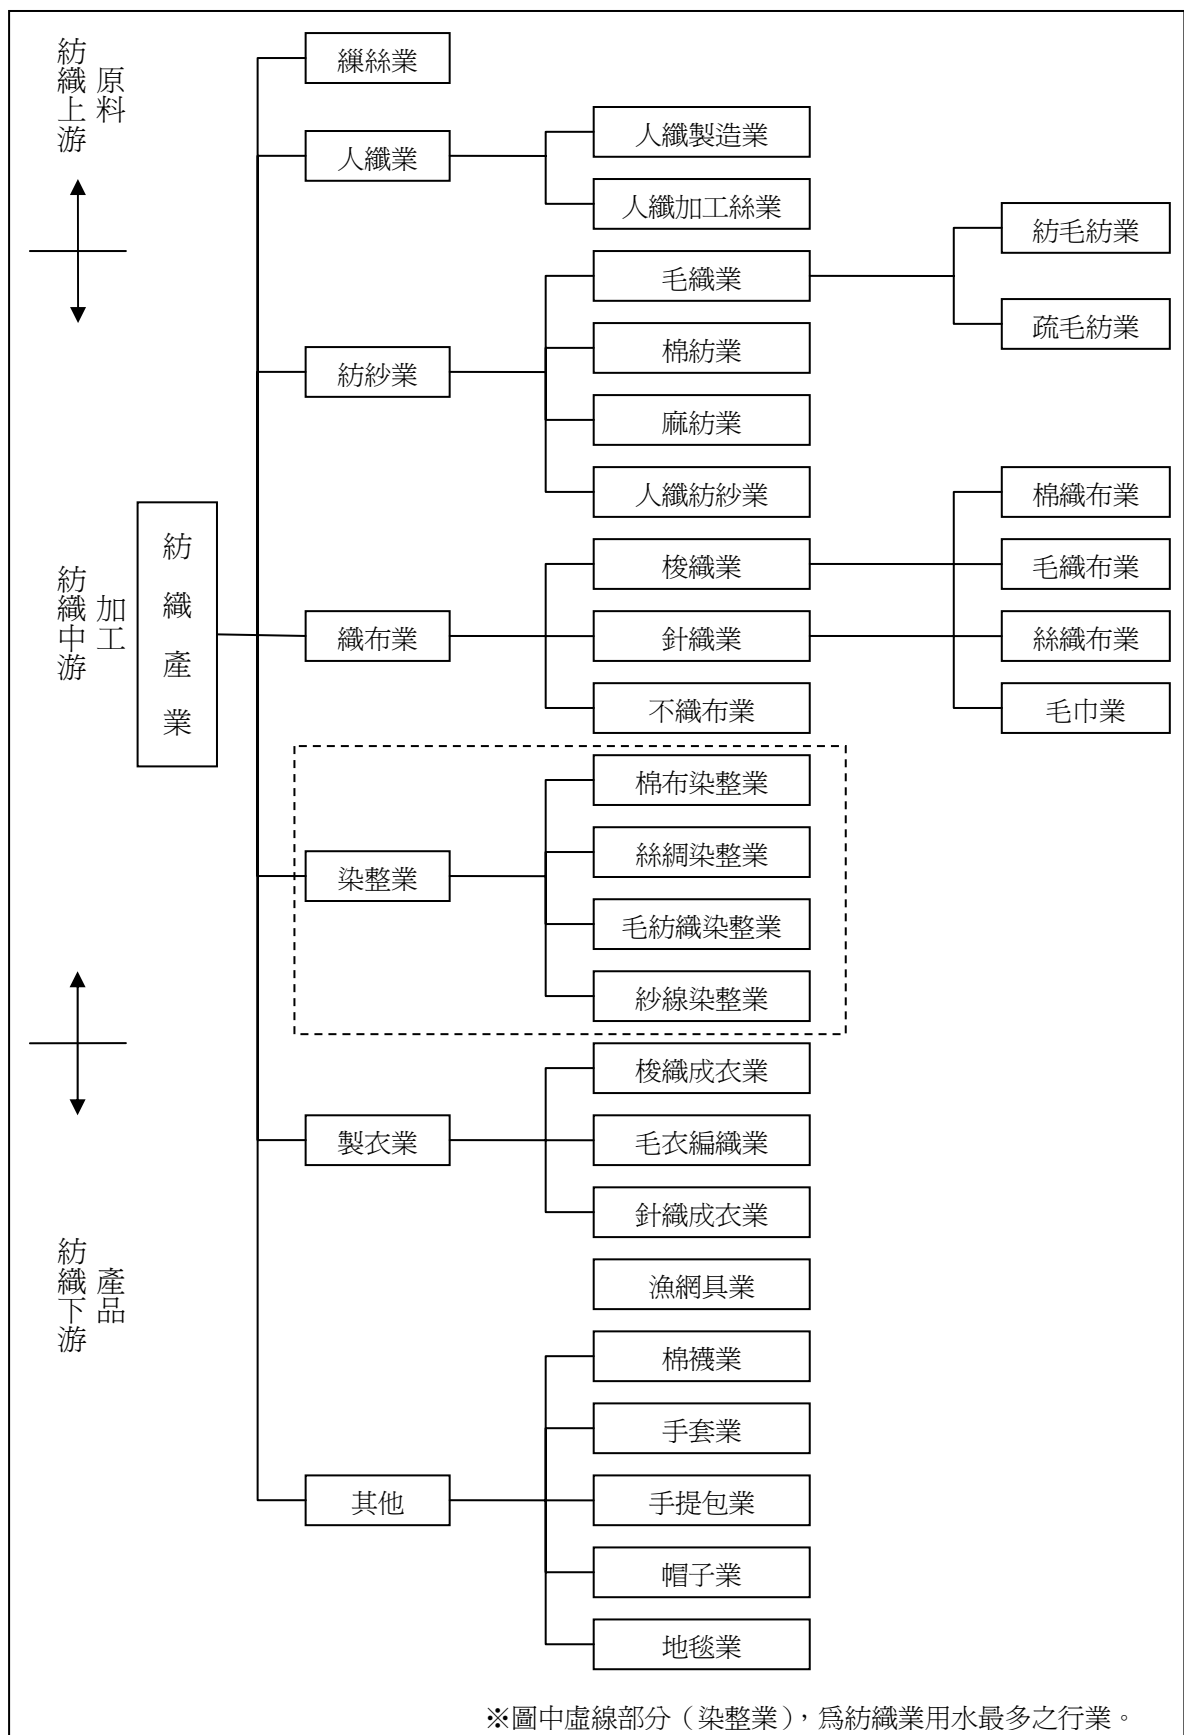 紡織上游
原料
紡織中游
加工
紡織下游
產品
紡織產業
繅絲業
人纖業
人纖製造業
人纖加工絲業
紡紗業
毛織業
紡毛紡業
疏毛紡業
棉紡業
麻紡業
人纖紡紗業
織布業
梭織業
針織業
不織布業
棉織布業
毛織布業
絲織布業
毛巾業
染整業
棉布染整業
絲綢染整業
毛紡織染整業
紗線染整業
製衣業
梭織成衣業
毛衣編織業
針織成衣業
漁網具業
其他
棉襪業
手套業
手提包業
帽子業
地毯業
※圖中虛線部分（染整業），為紡織業用水最多之行業。